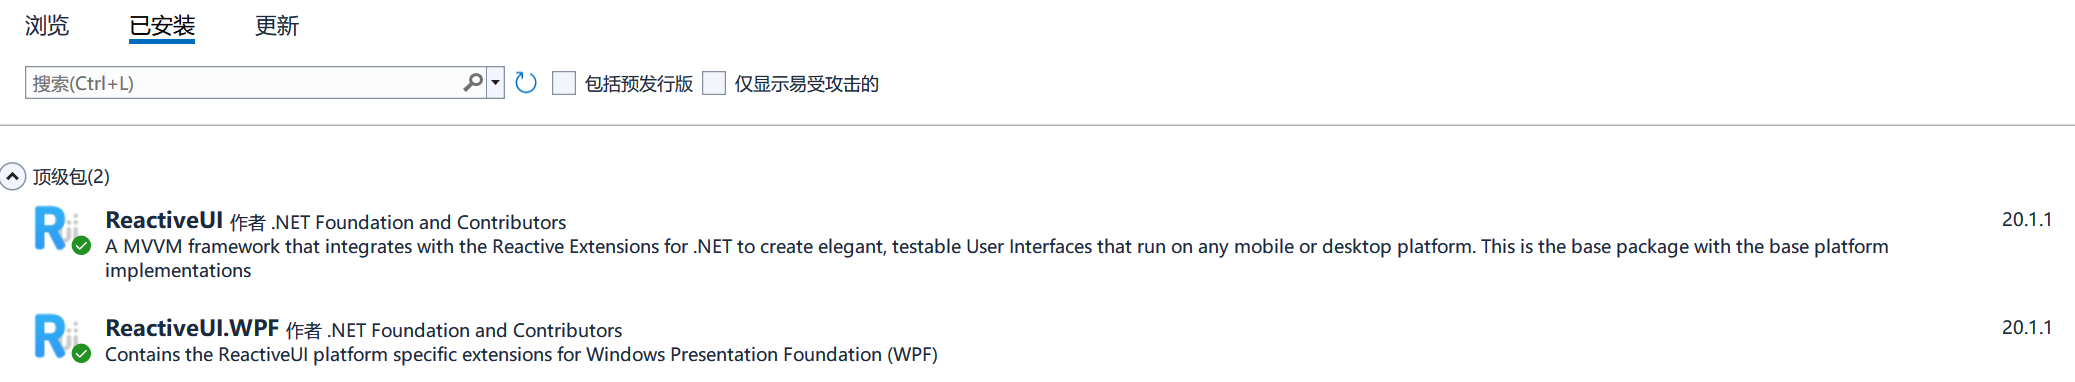 浏览 已安装 更新
搜索(Ctrl+L) 包括预发行版 仅显示易受攻击的
顶级包(2)
ReactiveUI 作者 .NET Foundation and Contributors 20.1.1
A MVVM framework that integrates with the Reactive Extensions for .NET to create elegant, testable User Interfaces that run on any mobile or desktop platform. This is the base package with the base platform
implementations
ReactiveUI.WPF 作者 .NET Foundation and Contributors 20.1.1
Contains the ReactiveUI platform specific extensions for Windows Presentation Foundation (WPF)